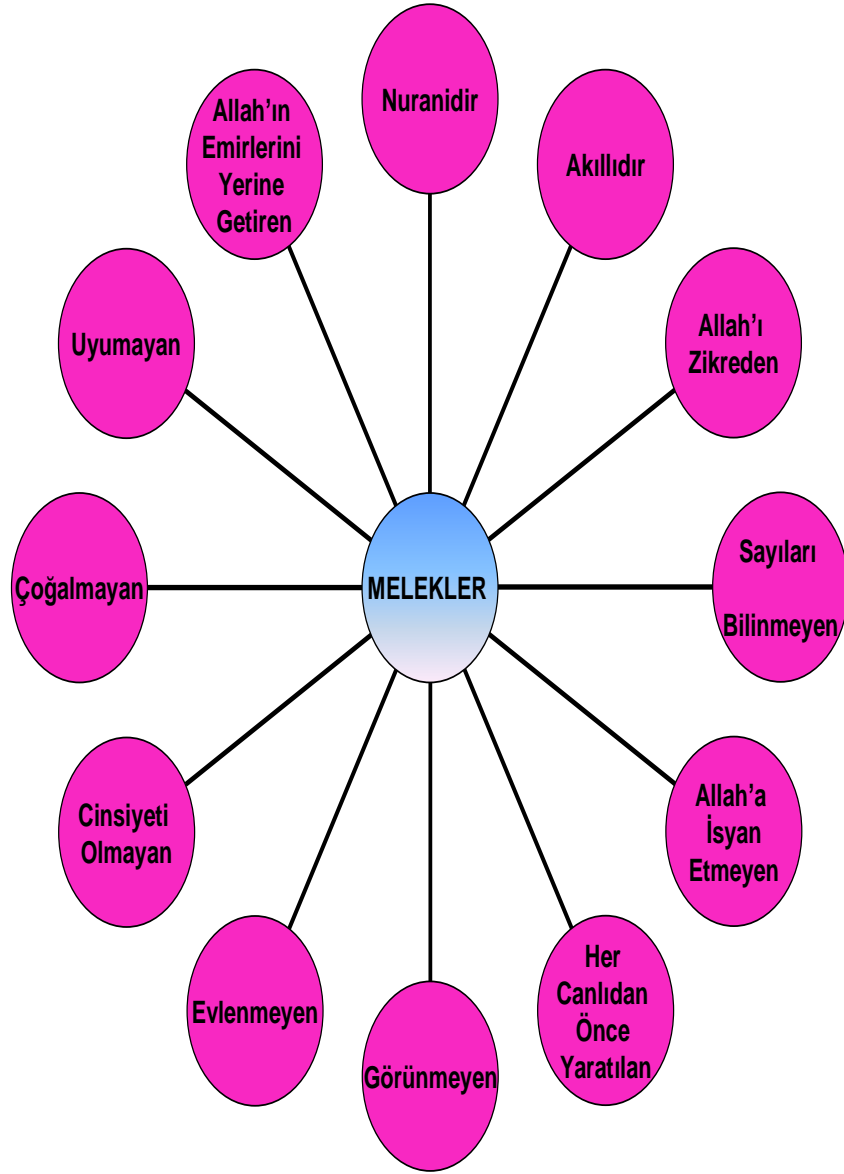 Nuranidir
Akıllıdır
Allah’ı
Zikreden
Sayıları
Bilinmeyen
Allah’a
İsyan
Etmeyen
Her
Canlıdan
Önce
Yaratılan
Görünmeyen
Evlenmeyen
Cinsiyeti
Olmayan
Çoğalmayan
Uyumayan
Allah’ın
Emirlerini
Yerine
Getiren
MELEKLER